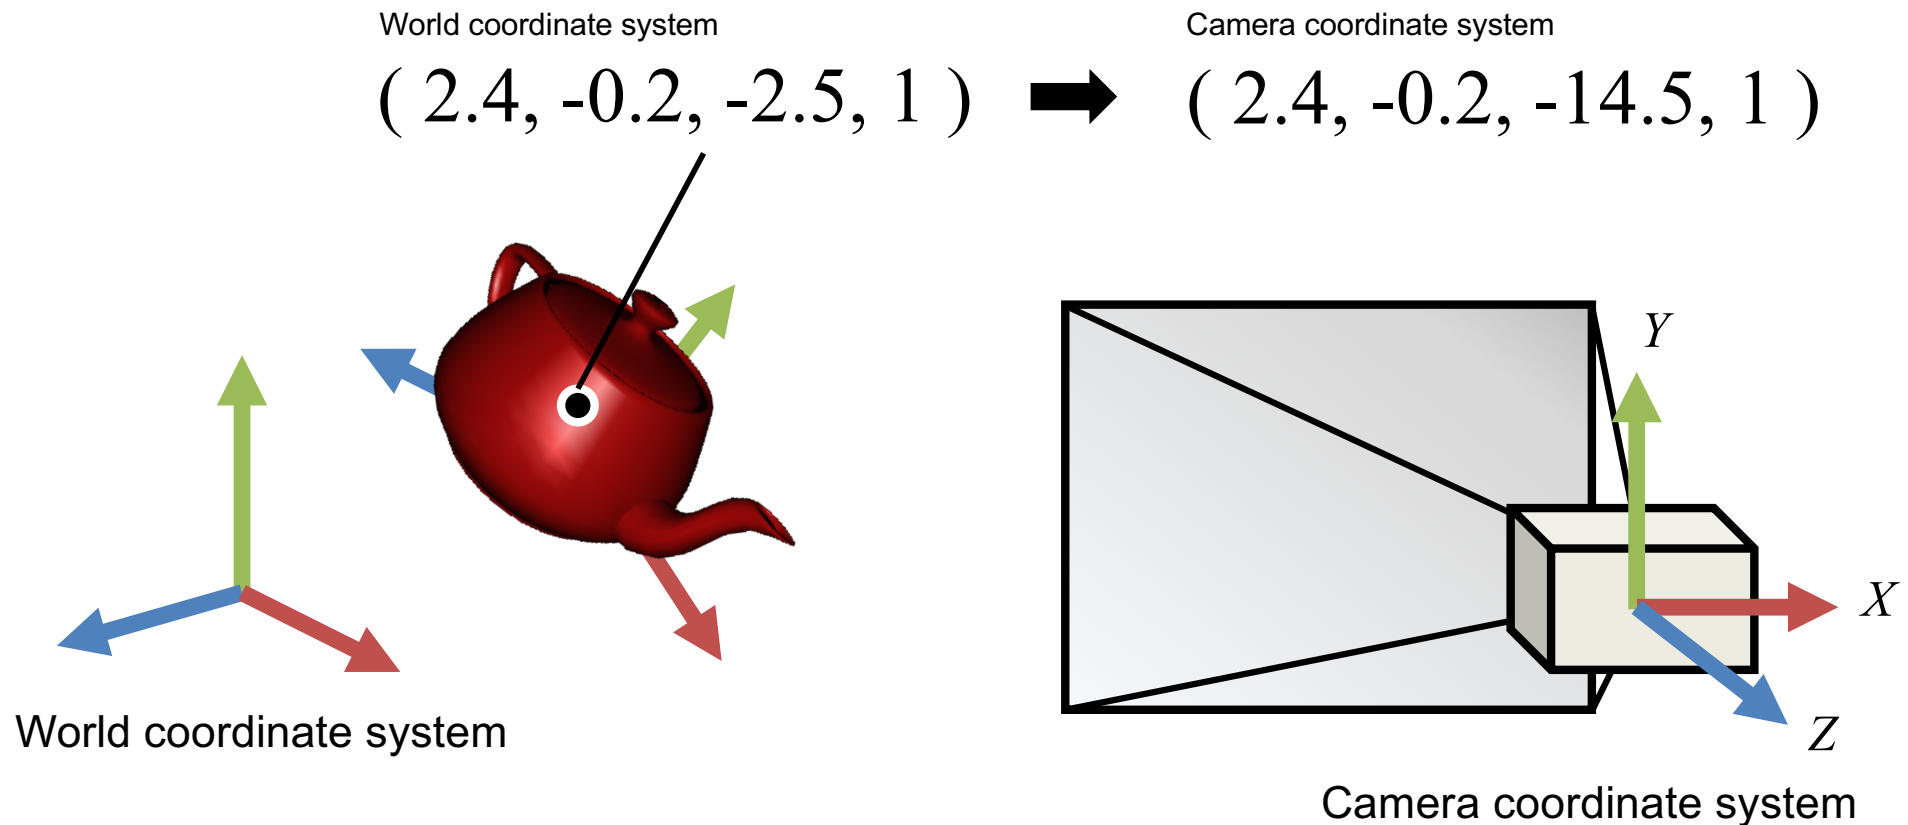 World coordinate system
Camera coordinate system
( 2.4, -0.2, -2.5, 1 )
( 2.4, -0.2, -14.5, 1 )
Y
X
Z
World coordinate system
Camera coordinate system